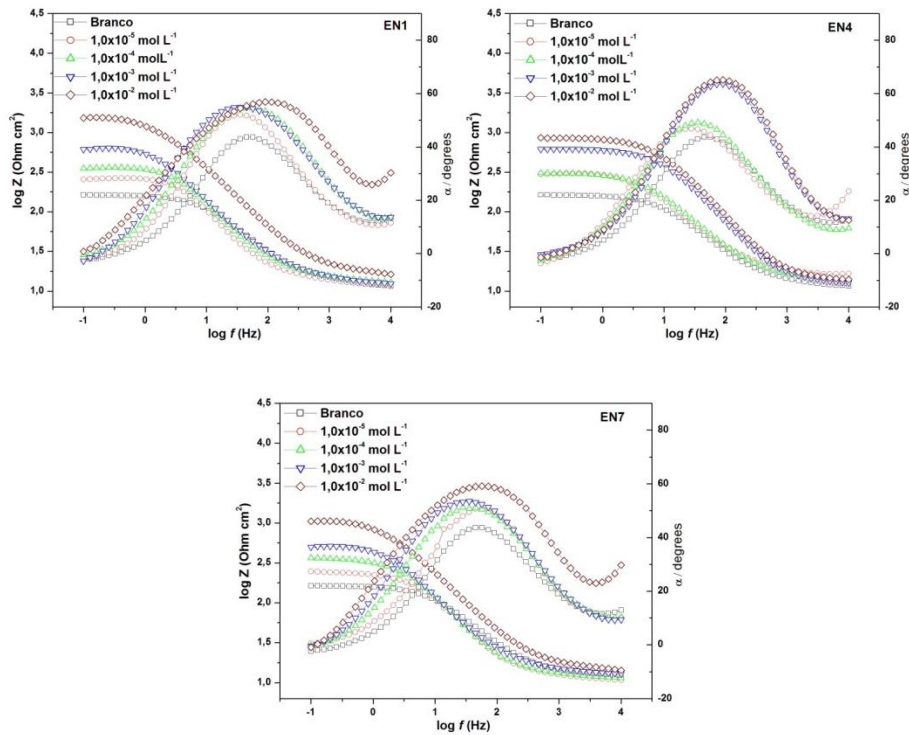 EN1
Branco
1,0x10⁻⁵ mol L⁻¹
1,0x10⁻⁴ molL⁻¹
1,0x10⁻³ mol L⁻¹
1,0x10⁻² mol L⁻¹
4,5
4,0
3,5
3,0
2,5
2,0
1,5
1,0
log Z (Ohm cm²)
80
60
40
20
0
-20
α / degrees
-1
0
1
2
3
4
log f (Hz)
EN4
Branco
1,0x10⁻⁵ mol L⁻¹
1,0x10⁻⁴ mol L⁻¹
1,0x10⁻³ mol L⁻¹
1,0x10⁻² mol L⁻¹
4,5
4,0
3,5
3,0
2,5
2,0
1,5
1,0
log Z (Ohm cm²)
80
60
40
20
0
-20
α / degrees
-1
0
1
2
3
4
log f (Hz)
EN7
Branco
1,0x10⁻⁵ mol L⁻¹
1,0x10⁻⁴ mol L⁻¹
1,0x10⁻³ mol L⁻¹
1,0x10⁻² mol L⁻¹
4,5
4,0
3,5
3,0
2,5
2,0
1,5
1,0
log Z (Ohm cm²)
80
60
40
20
0
-20
α / degrees
-1
0
1
2
3
4
log f (Hz)